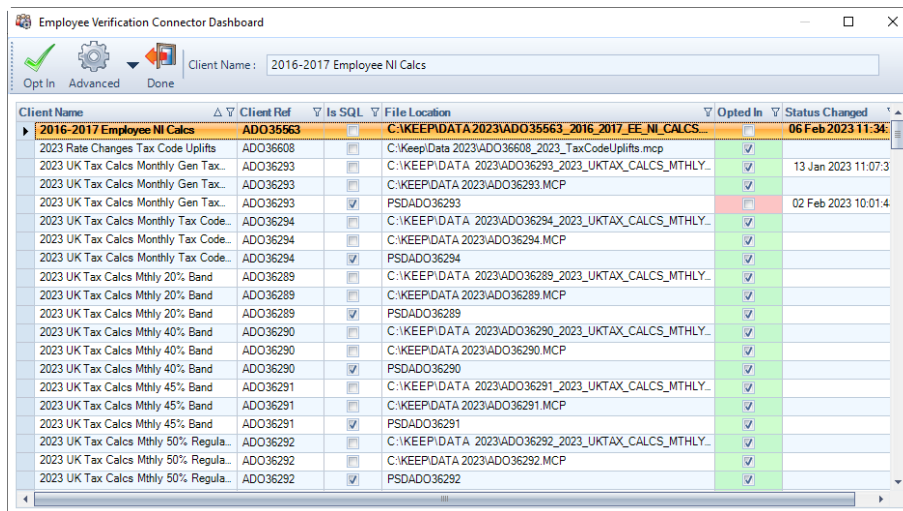 Employee Verification Connector Dashboard
Opt In Advanced Done Client Name : 2016-2017 Employee NI Calcs
Client Name Client Ref Is SQL File Location Opted In Status Changed
2016-2017 Employee NI Calcs ADO35563 C:\KEEP\DATA 2023\ADO35563_2016_2017_EE_NI_CALCS... 06 Feb 2023 11:34:
2023 Rate Changes Tax Code Uplifts ADO36608 C:\Keep\Data 2023\ADO36608_2023_TaxCodeUplifts.mcp
2023 UK Tax Calcs Monthly Gen Tax... ADO36293 C:\KEEP\DATA 2023\ADO36293_2023_UKTAX_CALCS_MTHLY... 13 Jan 2023 11:07:3
2023 UK Tax Calcs Monthly Gen Tax... ADO36293 C:\KEEP\DATA 2023\ADO36293.MCP
2023 UK Tax Calcs Monthly Gen Tax... ADO36293 PSDADO36293 02 Feb 2023 10:01:4
2023 UK Tax Calcs Monthly Tax Code... ADO36294 C:\KEEP\DATA 2023\ADO36294_2023_UKTAX_CALCS_MTHLY...
2023 UK Tax Calcs Monthly Tax Code... ADO36294 C:\KEEP\DATA 2023\ADO36294.MCP
2023 UK Tax Calcs Monthly Tax Code... ADO36294 PSDADO36294
2023 UK Tax Calcs Mthly 20% Band ADO36289 C:\KEEP\DATA 2023\ADO36289_2023_UKTAX_CALCS_MTHLY...
2023 UK Tax Calcs Mthly 20% Band ADO36289 C:\KEEP\DATA 2023\ADO36289.MCP
2023 UK Tax Calcs Mthly 20% Band ADO36289 PSDADO36289
2023 UK Tax Calcs Mthly 40% Band ADO36290 C:\KEEP\DATA 2023\ADO36290_2023_UKTAX_CALCS_MTHLY...
2023 UK Tax Calcs Mthly 40% Band ADO36290 C:\KEEP\DATA 2023\ADO36290.MCP
2023 UK Tax Calcs Mthly 40% Band ADO36290 PSDADO36290
2023 UK Tax Calcs Mthly 45% Band ADO36291 C:\KEEP\DATA 2023\ADO36291_2023_UKTAX_CALCS_MTHLY...
2023 UK Tax Calcs Mthly 45% Band ADO36291 C:\KEEP\DATA 2023\ADO36291.MCP
2023 UK Tax Calcs Mthly 45% Band ADO36291 PSDADO36291
2023 UK Tax Calcs Mthly 50% Regula... ADO36292 C:\KEEP\DATA 2023\ADO36292_2023_UKTAX_CALCS_MTHLY...
2023 UK Tax Calcs Mthly 50% Regula... ADO36292 C:\KEEP\DATA 2023\ADO36292.MCP
2023 UK Tax Calcs Mthly 50% Regula... ADO36292 PSDADO36292